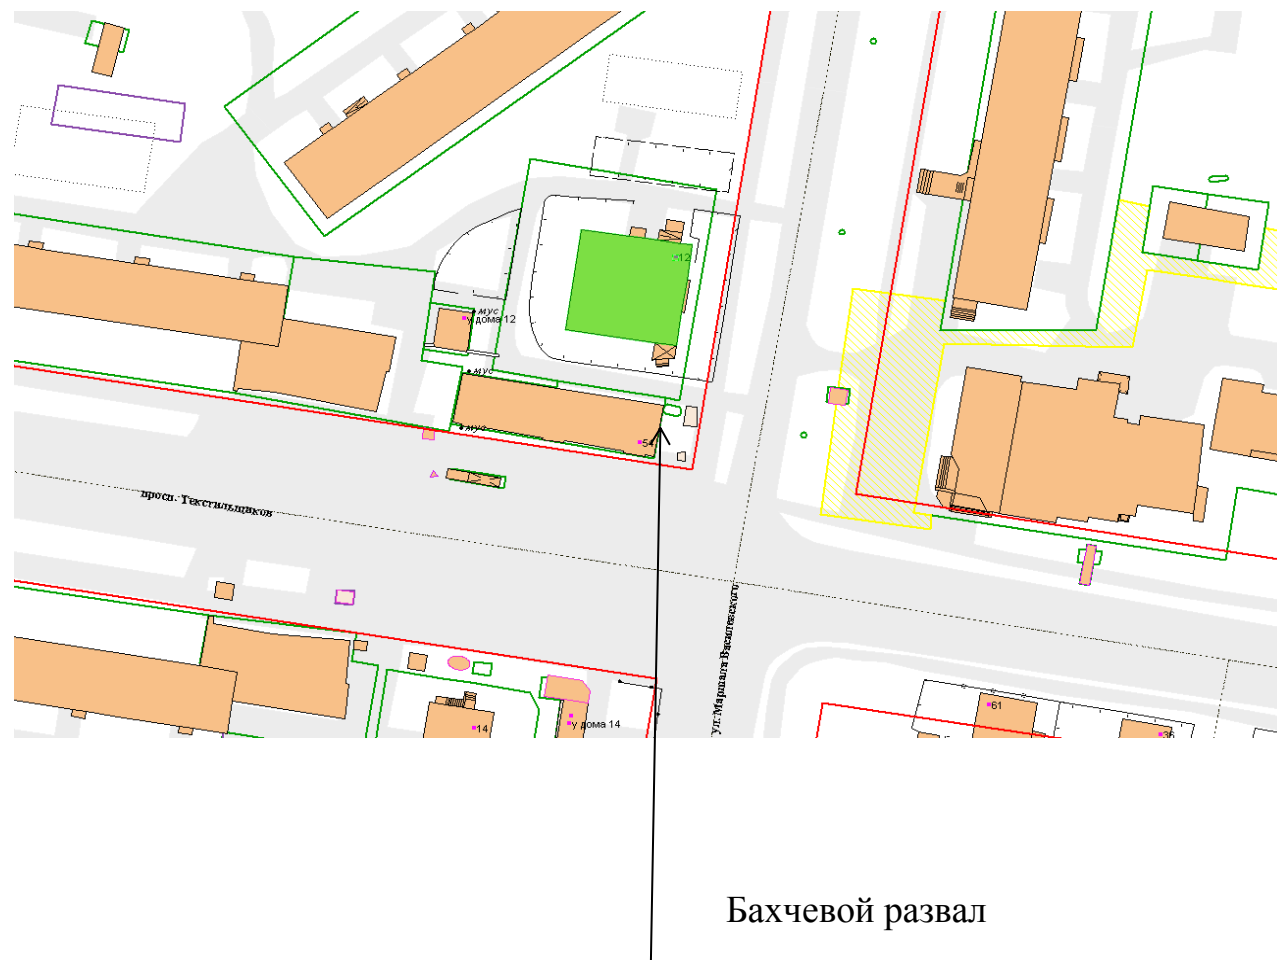 12
мус
у дома 12
мус
мус
54
просп. Текстильщиков
ул. Маршала Василевского
61
14
у дома 14
36
Бахчевой развал